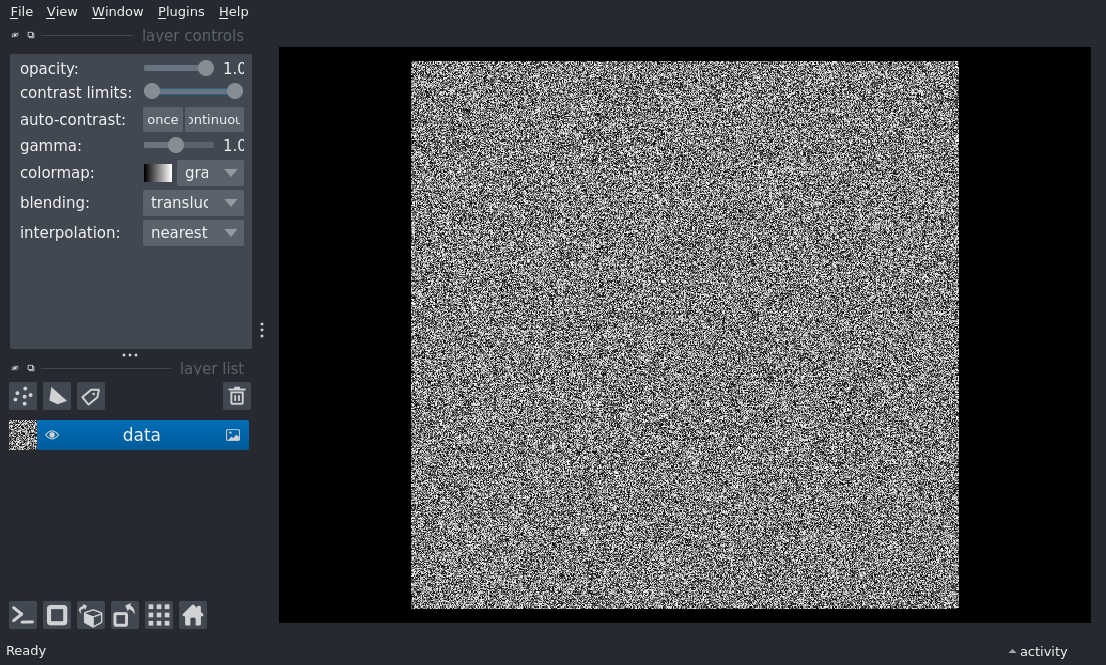 File View Window Plugins Help
layer controls
opacity: 1.0
contrast limits:
auto-contrast: once ontinuou
gamma: 1.0
colormap: gra
blending: transluc
interpolation: nearest
layer list
data
Ready activity